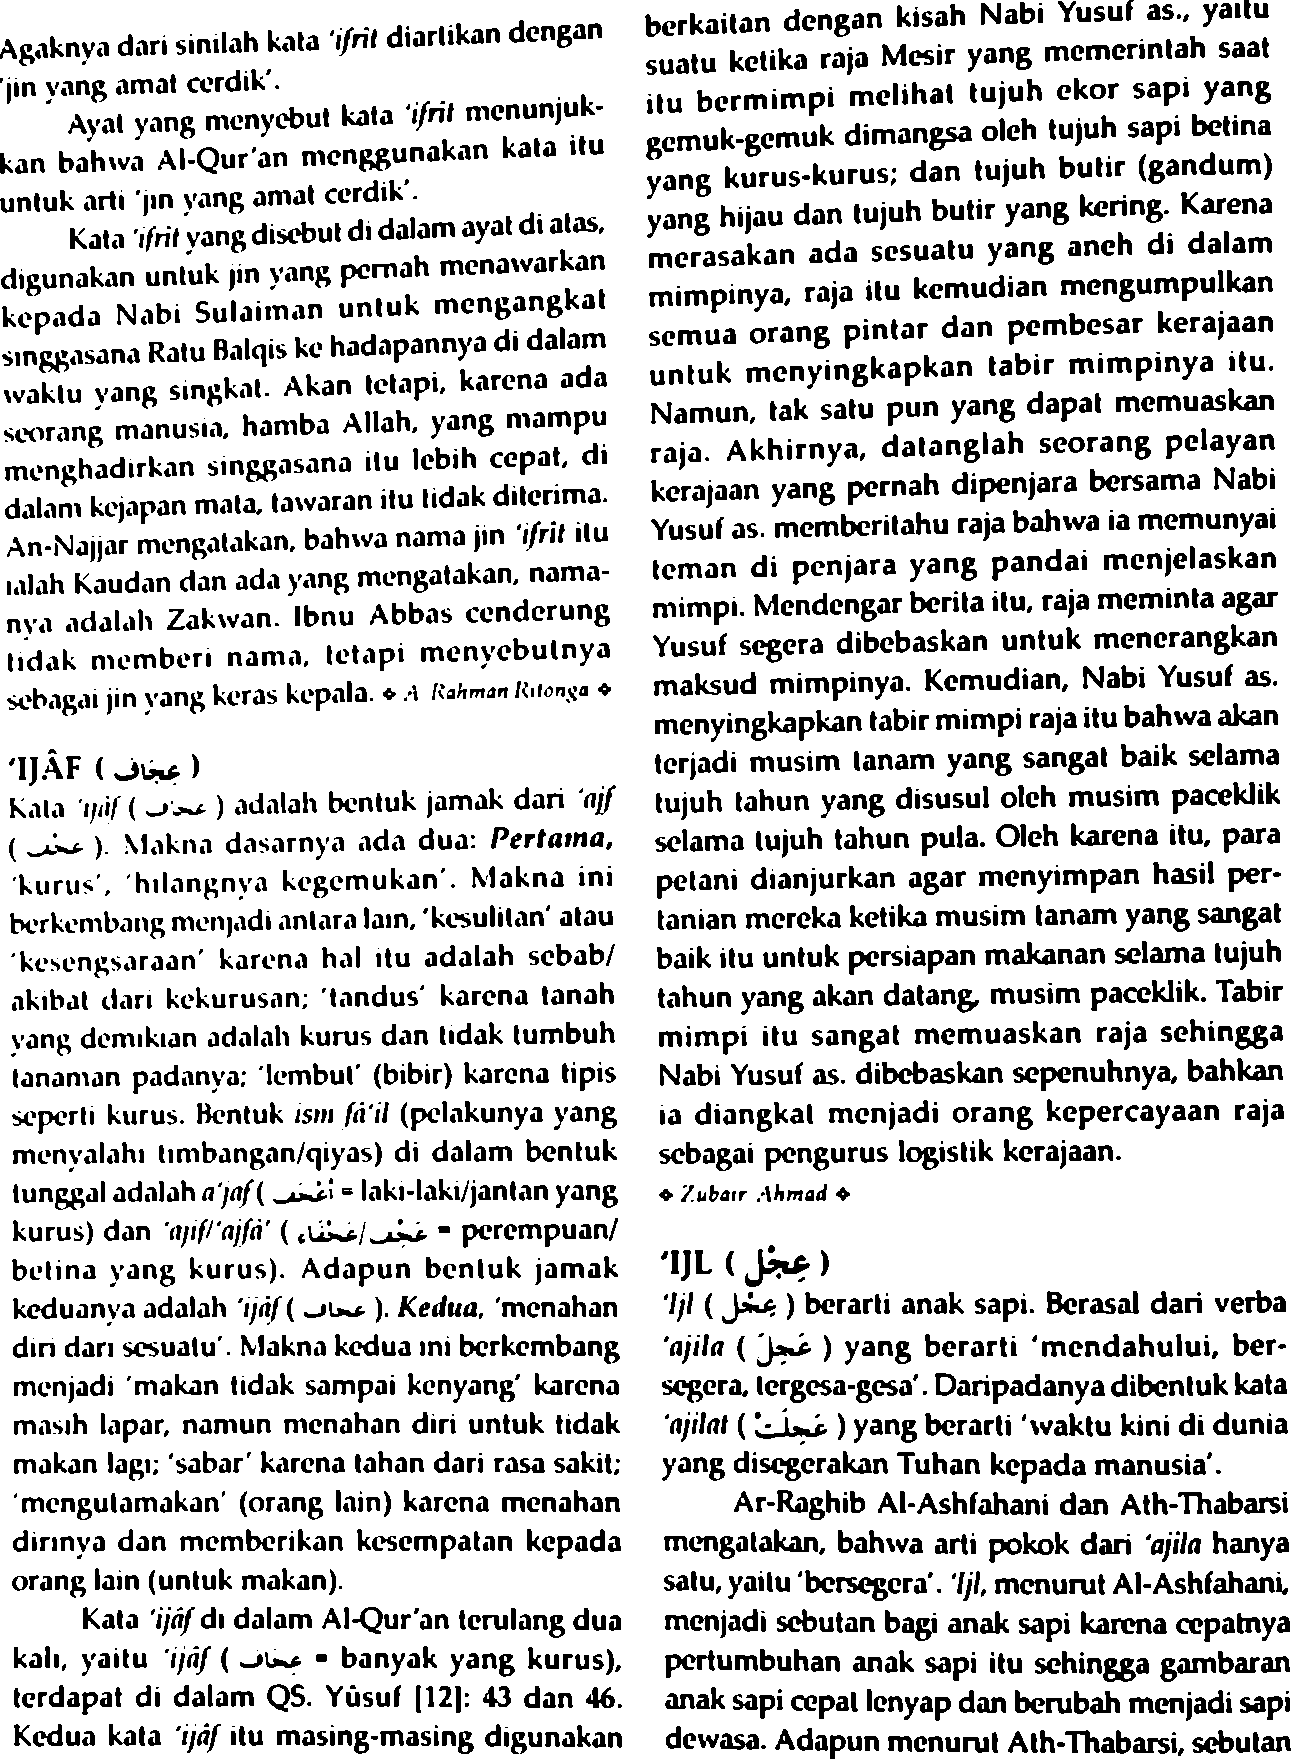 Agaknya dari sinilah kata 'ifrit diartikan dengan
'jin yang amat cerdik'.
Ayat yang menyebut kata 'ifrit menunjuk-
kan bahwa Al-Qur'an menggunakan kata itu
untuk arti 'jin yang amat cerdik'.
Kata 'ifrit yang disebut di dalam ayat di atas,
digunakan untuk jin yang pernah menawarkan
kepada Nabi Sulaiman untuk mengangkat
singgasana Ratu Balqis ke hadapannya di dalam
waktu yang singkat. Akan tetapi, karena ada
seorang manusia, hamba Allah, yang mampu
menghadirkan singgasana itu lebih cepat, di
dalam kejapan mata, tawaran itu tidak diterima.
An-Najjar mengatakan, bahwa nama jin 'ifrit itu
ialah Kaudan dan ada yang mengatakan, nama-
nya adalah Zakwan. Ibnu Abbas cenderung
tidak memberi nama, tetapi menyebutnya
sebagai jin yang keras kepala. ❖ A Rahman Ritonga ❖
'IJÂF ( عِجَاف )
Kata 'ijâf ( عجاف ) adalah bentuk jamak dari 'ajf
( عجف ). Makna dasarnya ada dua: Pertama,
'kurus', 'hilangnya kegemukan'. Makna ini
berkembang menjadi antara lain, 'kesulitan' atau
'kesengsaraan' karena hal itu adalah sebab/
akibat dari kekurusan; 'tandus' karena tanah
yang demikian adalah kurus dan tidak tumbuh
tanaman padanya; 'lembut' (bibir) karena tipis
seperti kurus. Bentuk ism fâ'il (pelakunya yang
menyalahi timbangan/qiyas) di dalam bentuk
tunggal adalah a'jaf ( أعجف = laki-laki/jantan yang
kurus) dan 'ajif/'ajfâ' ( عجف/عجفاء = perempuan/
betina yang kurus). Adapun bentuk jamak
keduanya adalah 'ijâf ( عجاف ). Kedua, 'menahan
diri dari sesuatu'. Makna kedua ini berkembang
menjadi 'makan tidak sampai kenyang' karena
masih lapar, namun menahan diri untuk tidak
makan lagi; 'sabar' karena tahan dari rasa sakit;
'mengutamakan' (orang lain) karena menahan
dirinya dan memberikan kesempatan kepada
orang lain (untuk makan).
Kata 'ijâf di dalam Al-Qur'an terulang dua
kali, yaitu 'ijâf ( عجاف = banyak yang kurus),
terdapat di dalam QS. Yûsuf [12]: 43 dan 46.
Kedua kata 'ijâf itu masing-masing digunakan
berkaitan dengan kisah Nabi Yusuf as., yaitu
suatu ketika raja Mesir yang memerintah saat
itu bermimpi melihat tujuh ekor sapi yang
gemuk-gemuk dimangsa oleh tujuh sapi betina
yang kurus-kurus; dan tujuh butir (gandum)
yang hijau dan tujuh butir yang kering. Karena
merasakan ada sesuatu yang aneh di dalam
mimpinya, raja itu kemudian mengumpulkan
semua orang pintar dan pembesar kerajaan
untuk menyingkapkan tabir mimpinya itu.
Namun, tak satu pun yang dapat memuaskan
raja. Akhirnya, datanglah seorang pelayan
kerajaan yang pernah dipenjara bersama Nabi
Yusuf as. memberitahu raja bahwa ia memunyai
teman di penjara yang pandai menjelaskan
mimpi. Mendengar berita itu, raja meminta agar
Yusuf segera dibebaskan untuk menerangkan
maksud mimpinya. Kemudian, Nabi Yusuf as.
menyingkapkan tabir mimpi raja itu bahwa akan
terjadi musim tanam yang sangat baik selama
tujuh tahun yang disusul oleh musim paceklik
selama tujuh tahun pula. Oleh karena itu, para
petani dianjurkan agar menyimpan hasil per-
tanian mereka ketika musim tanam yang sangat
baik itu untuk persiapan makanan selama tujuh
tahun yang akan datang, musim paceklik. Tabir
mimpi itu sangat memuaskan raja sehingga
Nabi Yusuf as. dibebaskan sepenuhnya, bahkan
ia diangkat menjadi orang kepercayaan raja
sebagai pengurus logistik kerajaan.
❖ Zubair Ahmad ❖
'IJL ( عِجْل )
'Ijl ( عِجْل ) berarti anak sapi. Berasal dari verba
'ajila ( عَجِلَ ) yang berarti 'mendahului, ber-
segera, tergesa-gesa'. Daripadanya dibentuk kata
'ajilat ( عَجِلَتْ ) yang berarti 'waktu kini di dunia
yang disegerakan Tuhan kepada manusia'.
Ar-Raghib Al-Ashfahani dan Ath-Thabarsi
mengatakan, bahwa arti pokok dari 'ajila hanya
satu, yaitu 'bersegera'. 'Ijl, menurut Al-Ashfahani,
menjadi sebutan bagi anak sapi karena cepatnya
pertumbuhan anak sapi itu sehingga gambaran
anak sapi cepat lenyap dan berubah menjadi sapi
dewasa. Adapun menurut Ath-Thabarsi, sebutan